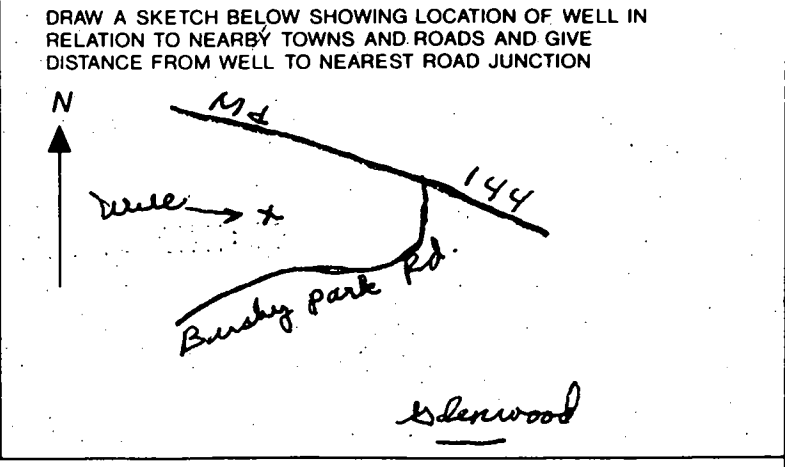 DRAW A SKETCH BELOW SHOWING LOCATION OF WELL IN
RELATION TO NEARBY TOWNS AND ROADS AND GIVE
DISTANCE FROM WELL TO NEAREST ROAD JUNCTION
N
Md 144
Well
x
Bushy park Rd.
Glenwood